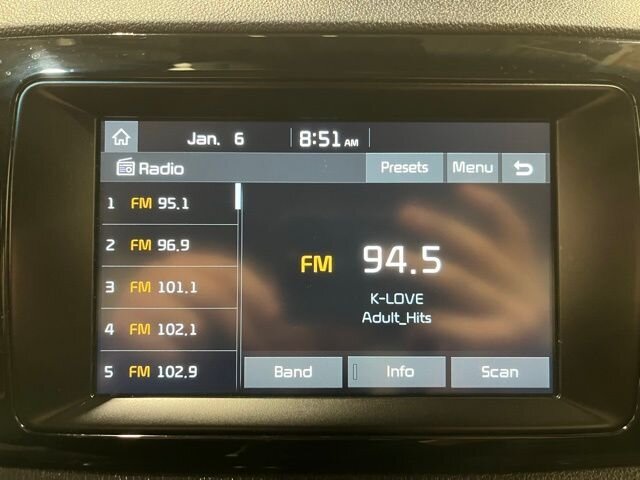 Jan. 6 8:51 AM
Radio Presets Menu
1 FM 95.1
2 FM 96.9
3 FM 101.1
4 FM 102.1
5 FM 102.9
FM 94.5
K-LOVE
Adult_Hits
Band Info Scan